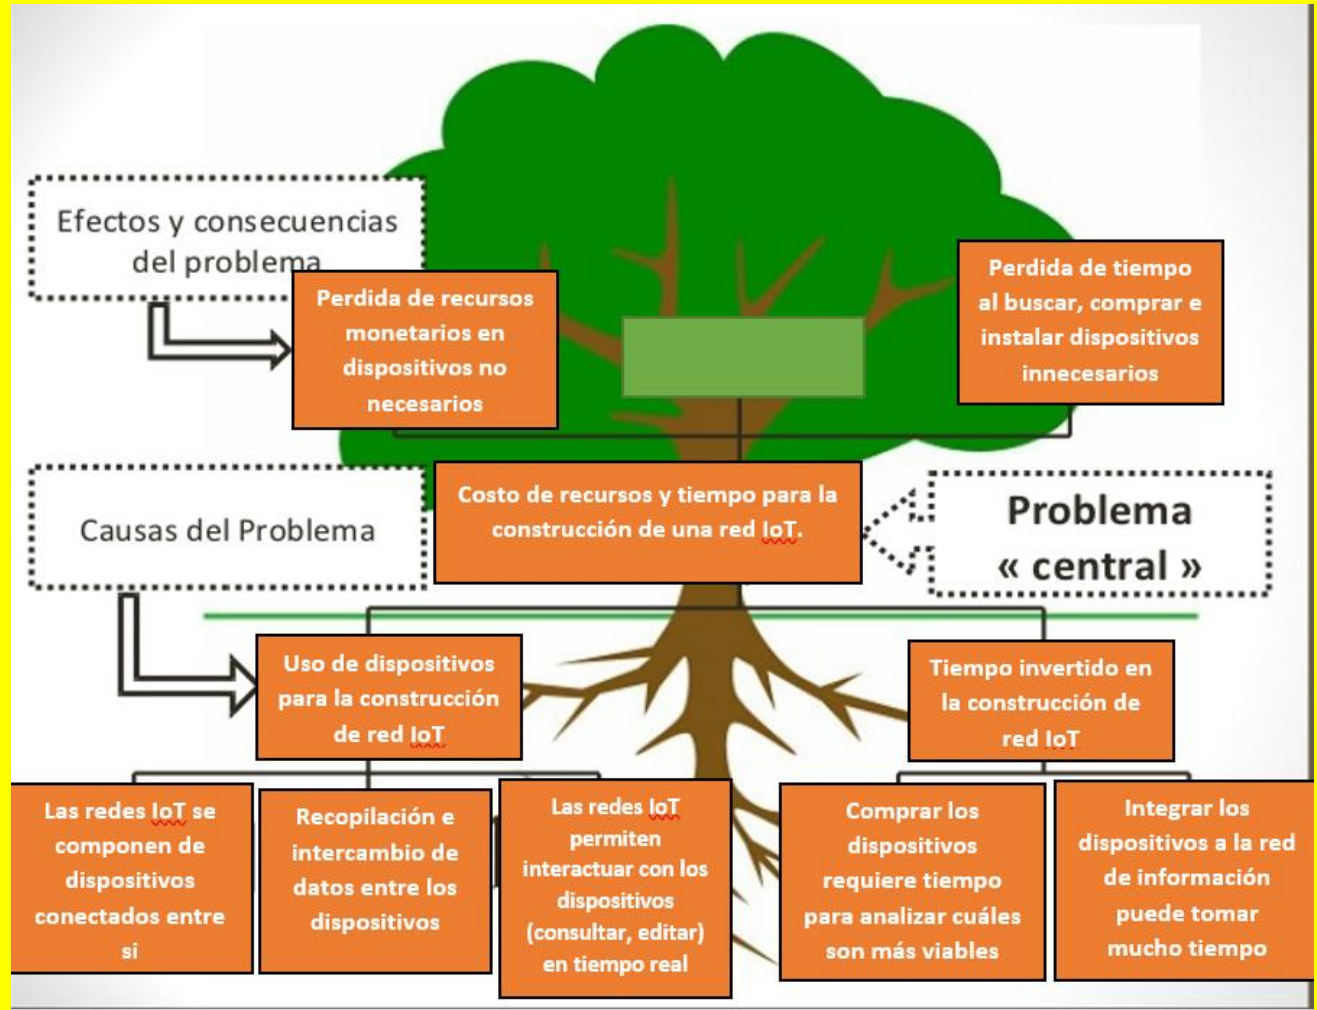 Efectos y consecuencias
del problema
Perdida de recursos
monetarios en
dispositivos no
necesarios
Perdida de tiempo
al buscar, comprar e
instalar dispositivos
innecesarios
Costo de recursos y tiempo para la
construcción de una red IoT.
Problema
« central »
Causas del Problema
Uso de dispositivos
para la construcción
de red IoT
Tiempo invertido en
la construcción de
red IoT
Las redes IoT se
componen de
dispositivos
conectados entre
si
Recopilación e
intercambio de
datos entre los
dispositivos
Las redes IoT
permiten
interactuar con los
dispositivos
(consultar, editar)
en tiempo real
Comprar los
dispositivos
requiere tiempo
para analizar cuáles
son más viables
Integrar los
dispositivos a la red
de información
puede tomar
mucho tiempo